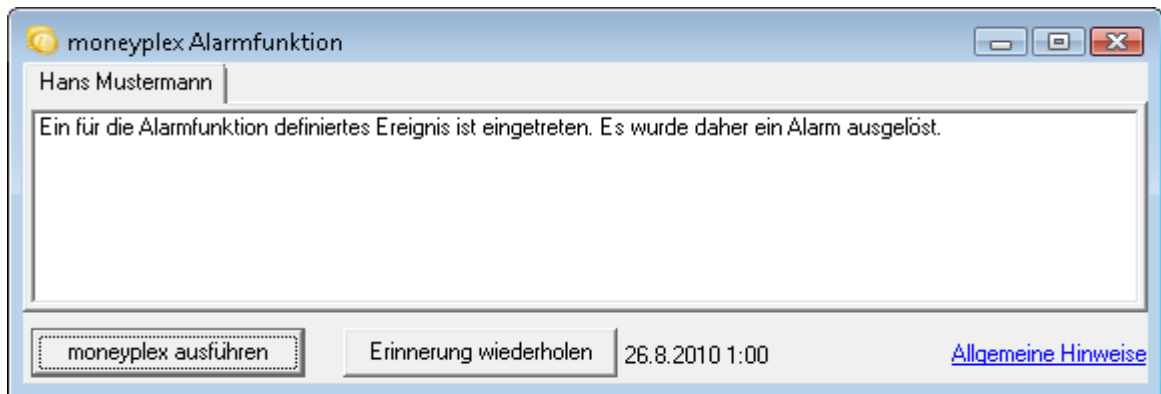 moneyplex Alarmfunktion
Hans Mustermann
Ein für die Alarmfunktion definiertes Ereignis ist eingetreten. Es wurde daher ein Alarm ausgelöst.
moneyplex ausführen Erinnerung wiederholen 26.8.2010 1:00 Allgemeine Hinweise